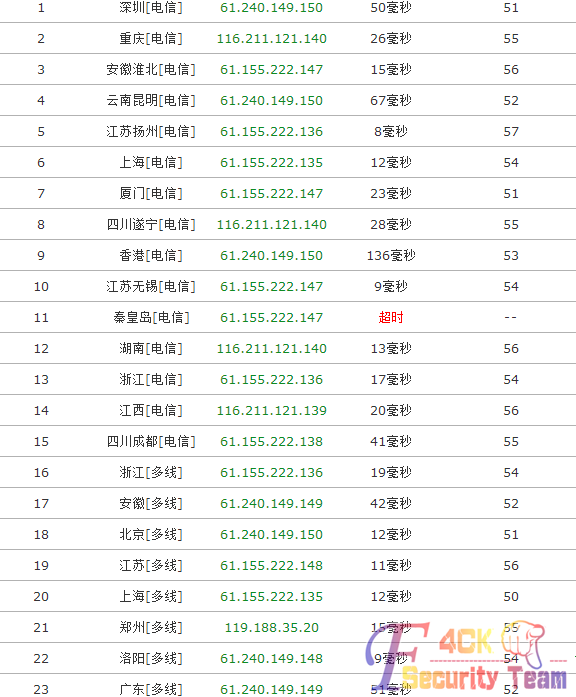 1 深圳[电信] 61.240.149.150 50毫秒 51
2 重庆[电信] 116.211.121.140 26毫秒 55
3 安徽淮北[电信] 61.155.222.147 15毫秒 56
4 云南昆明[电信] 61.240.149.150 67毫秒 52
5 江苏扬州[电信] 61.155.222.136 8毫秒 57
6 上海[电信] 61.155.222.135 12毫秒 54
7 厦门[电信] 61.155.222.147 23毫秒 51
8 四川遂宁[电信] 116.211.121.140 28毫秒 55
9 香港[电信] 61.240.149.150 136毫秒 53
10 江苏无锡[电信] 61.155.222.147 9毫秒 54
11 秦皇岛[电信] 61.155.222.147 超时 --
12 湖南[电信] 116.211.121.140 13毫秒 56
13 浙江[电信] 61.155.222.136 17毫秒 54
14 江西[电信] 116.211.121.139 20毫秒 56
15 四川成都[电信] 61.155.222.138 41毫秒 55
16 浙江[多线] 61.155.222.136 19毫秒 54
17 安徽[多线] 61.240.149.149 42毫秒 52
18 北京[多线] 61.240.149.150 12毫秒 51
19 江苏[多线] 61.155.222.148 11毫秒 56
20 上海[多线] 61.155.222.135 12毫秒 50
21 郑州[多线] 119.188.35.20 15毫秒 55
22 洛阳[多线] 61.240.149.148 9毫秒 54
23 广东[多线] 61.240.149.149 51毫秒 52
F 4CK
Security Team